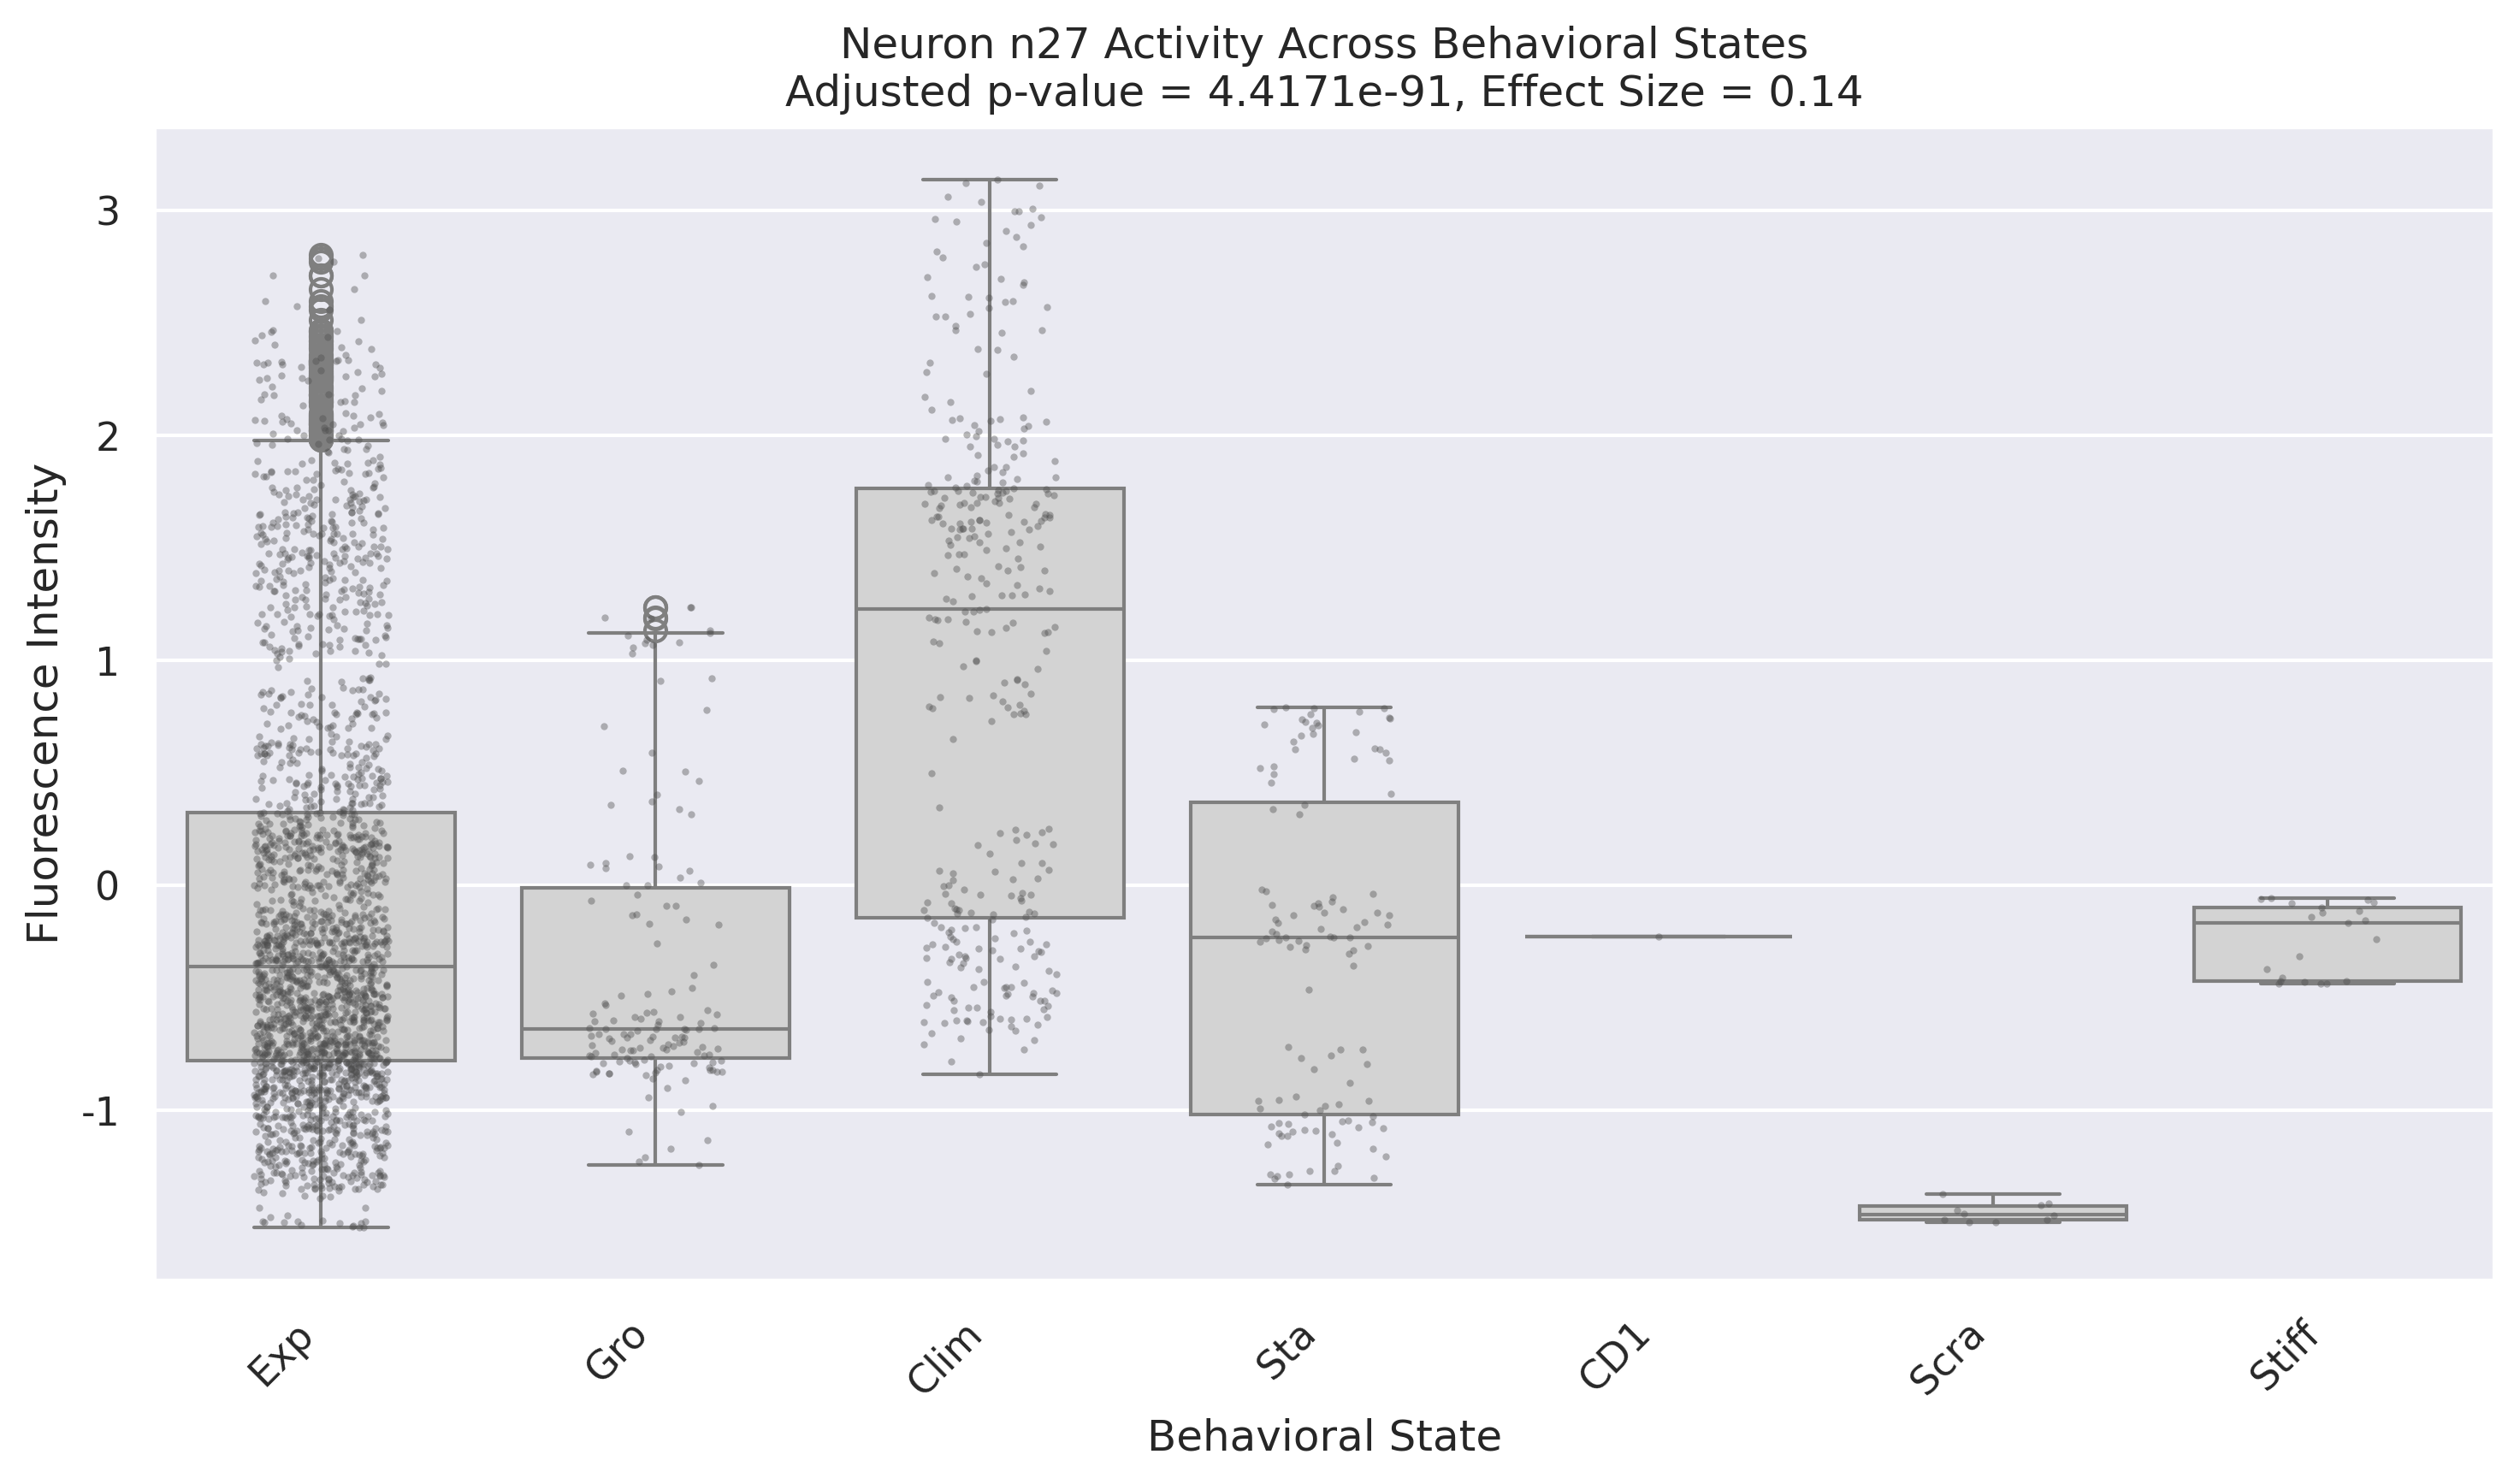 Neuron n27 Activity Across Behavioral States
Adjusted p-value = 4.4171e-91, Effect Size = 0.14
Fluorescence Intensity
3
2
1
0
-1
Exp
Gro
Clim
Sta
CD1
Scra
Stiff
Behavioral State